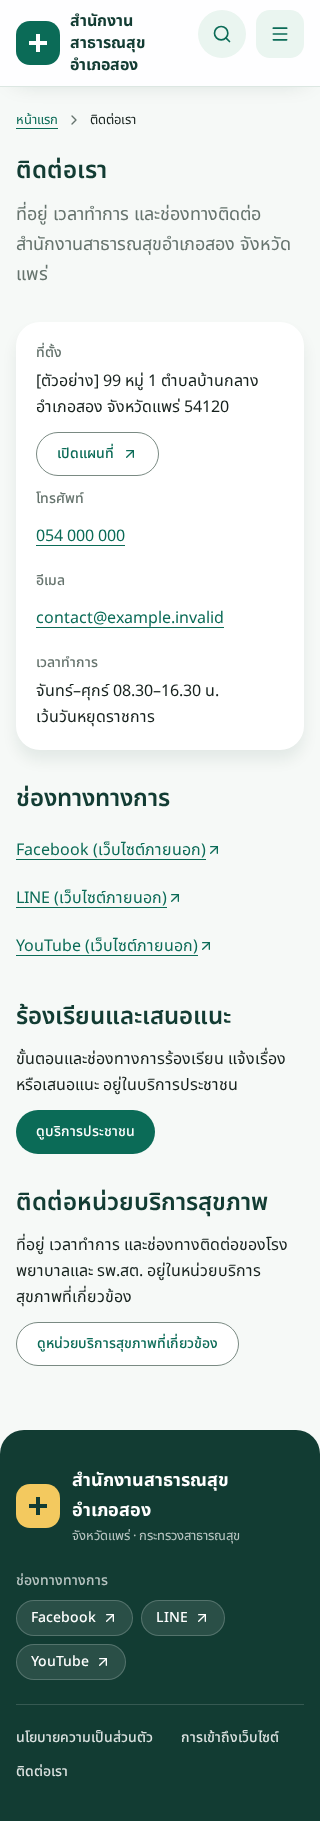 สำนักงาน
สาธารณสุข
อำเภอสอง
หน้าแรก
ติดต่อเรา
ติดต่อเรา
ที่อยู่ เวลาทำการ และช่องทางติดต่อ
สำนักงานสาธารณสุขอำเภอสอง จังหวัด
แพร่
ที่ตั้ง
[ตัวอย่าง] 99 หมู่ 1 ตำบลบ้านกลาง
อำเภอสอง จังหวัดแพร่ 54120
เปิดแผนที่
โทรศัพท์
054 000 000
อีเมล
contact@example.invalid
เวลาทำการ
จันทร์–ศุกร์ 08.30–16.30 น.
เว้นวันหยุดราชการ
ช่องทางทางการ
Facebook (เว็บไซต์ภายนอก)
LINE (เว็บไซต์ภายนอก)
YouTube (เว็บไซต์ภายนอก)
ร้องเรียนและเสนอแนะ
ขั้นตอนและช่องทางการร้องเรียน แจ้งเรื่อง
หรือเสนอแนะ อยู่ในบริการประชาชน
ดูบริการประชาชน
ติดต่อหน่วยบริการสุขภาพ
ที่อยู่ เวลาทำการ และช่องทางติดต่อของโรง
พยาบาลและ รพ.สต. อยู่ในหน่วยบริการ
สุขภาพที่เกี่ยวข้อง
ดูหน่วยบริการสุขภาพที่เกี่ยวข้อง
สำนักงานสาธารณสุข
อำเภอสอง
จังหวัดแพร่ · กระทรวงสาธารณสุข
ช่องทางทางการ
Facebook
LINE
YouTube
นโยบายความเป็นส่วนตัว
การเข้าถึงเว็บไซต์
ติดต่อเรา